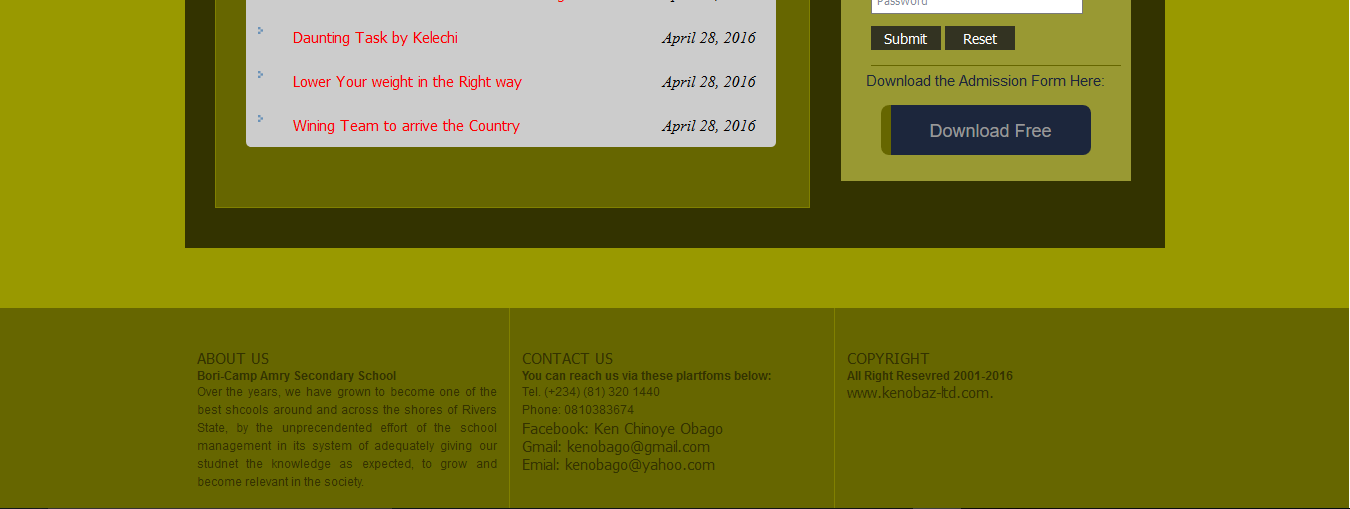 Password
Daunting Task by Kelechi April 28, 2016
Submit Reset
Lower Your weight in the Right way April 28, 2016
Download the Admission Form Here:
Wining Team to arrive the Country April 28, 2016
Download Free
ABOUT US
Bori-Camp Amry Secondary School
Over the years, we have grown to become one of the
best shcools around and across the shores of Rivers
State, by the unprecendented effort of the school
management in its system of adequately giving our
studnet the knowledge as expected, to grow and
become relevant in the society.
CONTACT US
You can reach us via these plartfoms below:
Tel. (+234) (81) 320 1440
Phone: 0810383674
Facebook: Ken Chinoye Obago
Gmail: kenobago@gmail.com
Emial: kenobago@yahoo.com
COPYRIGHT
All Right Resevred 2001-2016
www.kenobaz-ltd.com.